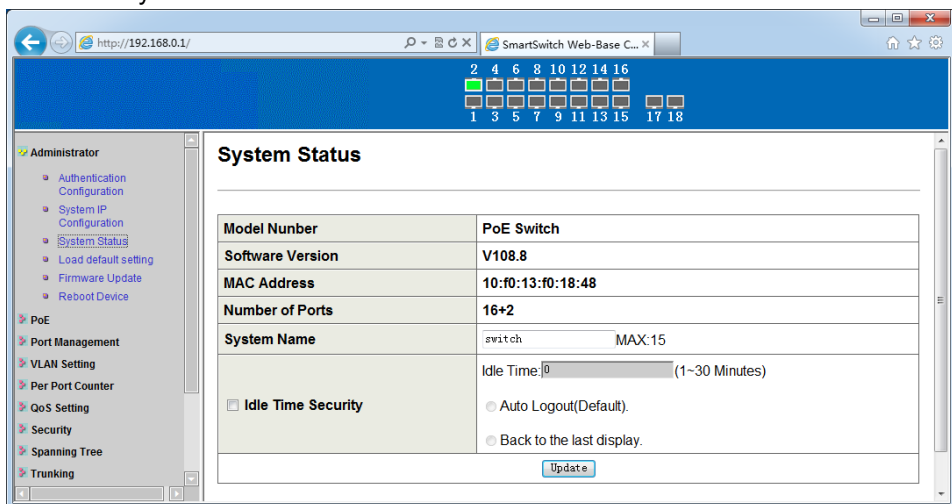 http://192.168.0.1/
SmartSwitch Web-Base C...
2 4 6 8 10 12 14 16
1 3 5 7 9 11 13 15 17 18
Administrator
Authentication
Configuration
System IP
Configuration
System Status
Load default setting
Firmware Update
Reboot Device
PoE
Port Management
VLAN Setting
Per Port Counter
QoS Setting
Security
Spanning Tree
Trunking
System Status
Model Nunber PoE Switch
Software Version V108.8
MAC Address 10:f0:13:f0:18:48
Number of Ports 16+2
System Name switch MAX:15
Idle Time Security
Idle Time:0 (1~30 Minutes)
Auto Logout(Default).
Back to the last display.
Update